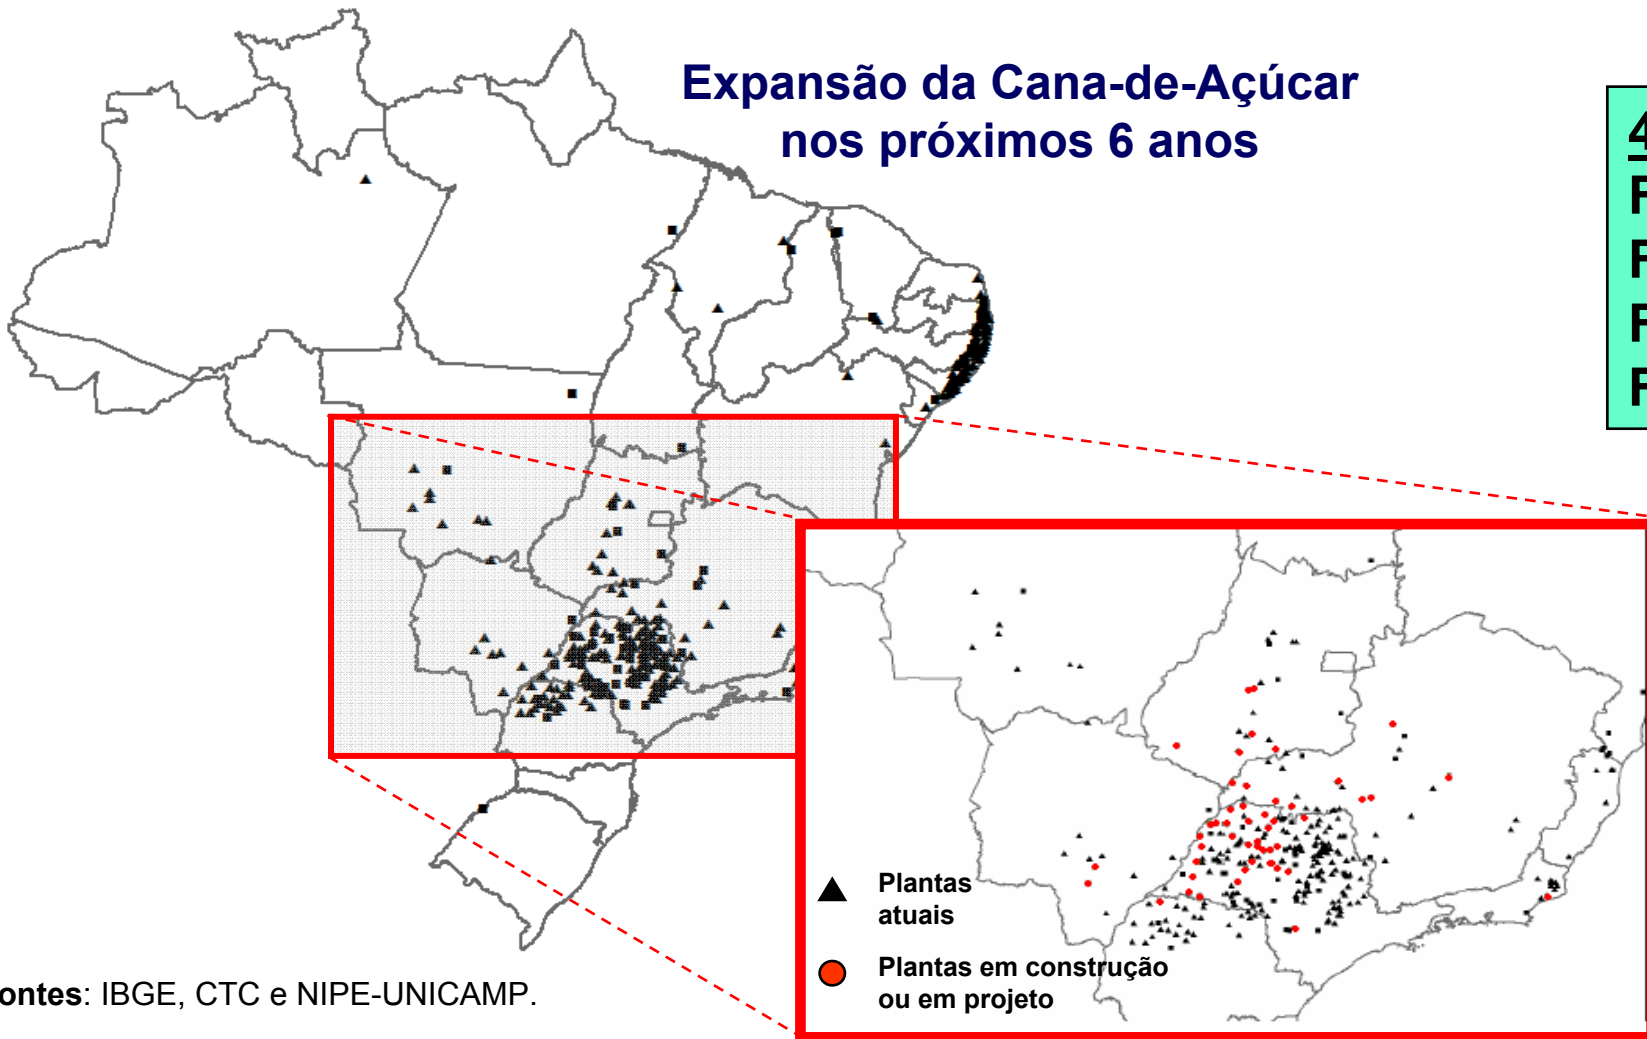 Expansão da Cana-de-Açúcar
nos próximos 6 anos
4
F
F
F
F
Plantas
atuais
Plantas em construção
ou em projeto
ontes: IBGE, CTC e NIPE-UNICAMP.